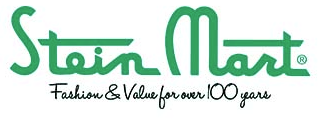 Stein Mart®
Fashion & Value for over 100 years